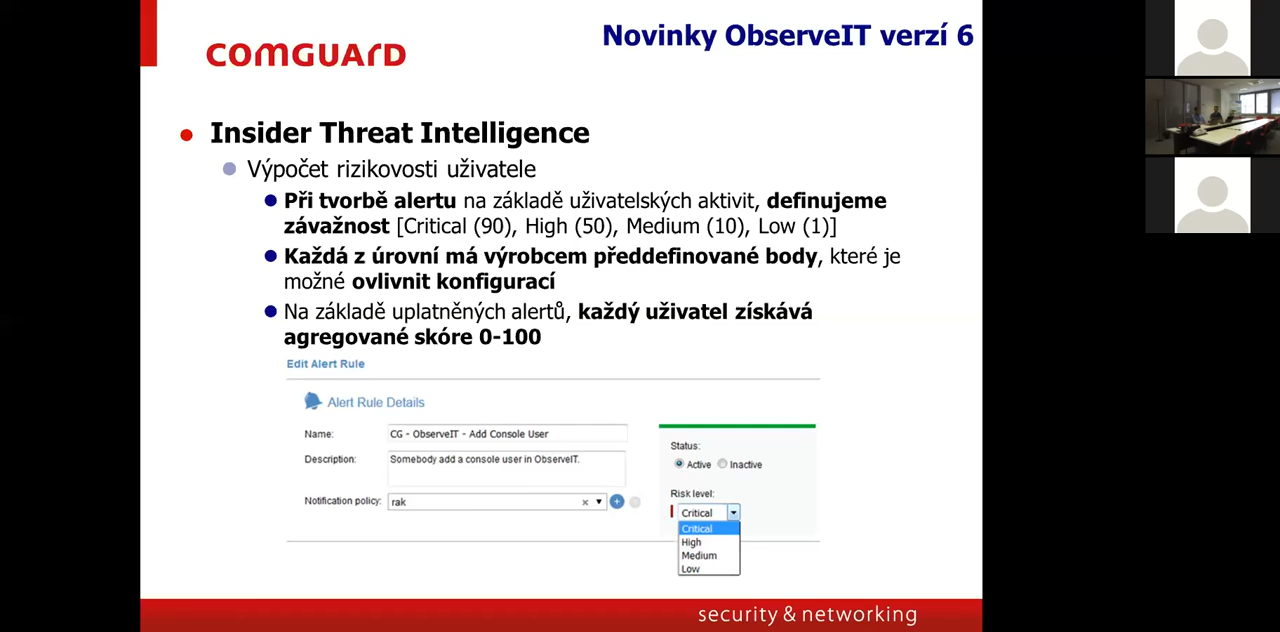 Novinky ObserveIT verzí 6
COMGUARD
Insider Threat Intelligence
Výpočet rizikovosti uživatele
Při tvorbě alertu na základě uživatelských aktivit, definujeme
závažnost [Critical (90), High (50), Medium (10), Low (1)]
Každá z úrovní má výrobcem předdefinované body, které je
možné ovlivnit konfigurací
Na základě uplatněných alertů, každý uživatel získává
agregované skóre 0-100
Edit Alert Rule
Alert Rule Details
Name: CG - ObserveIT - Add Console User
Description: Somebody add a console user in ObserveIT.
Notification policy: rak
Status:
Active Inactive
Risk level:
Critical
Critical
High
Medium
Low
security & networking